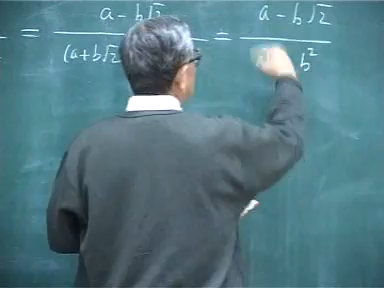 = a - b√2 = a - b√2
(a+b√2 b²